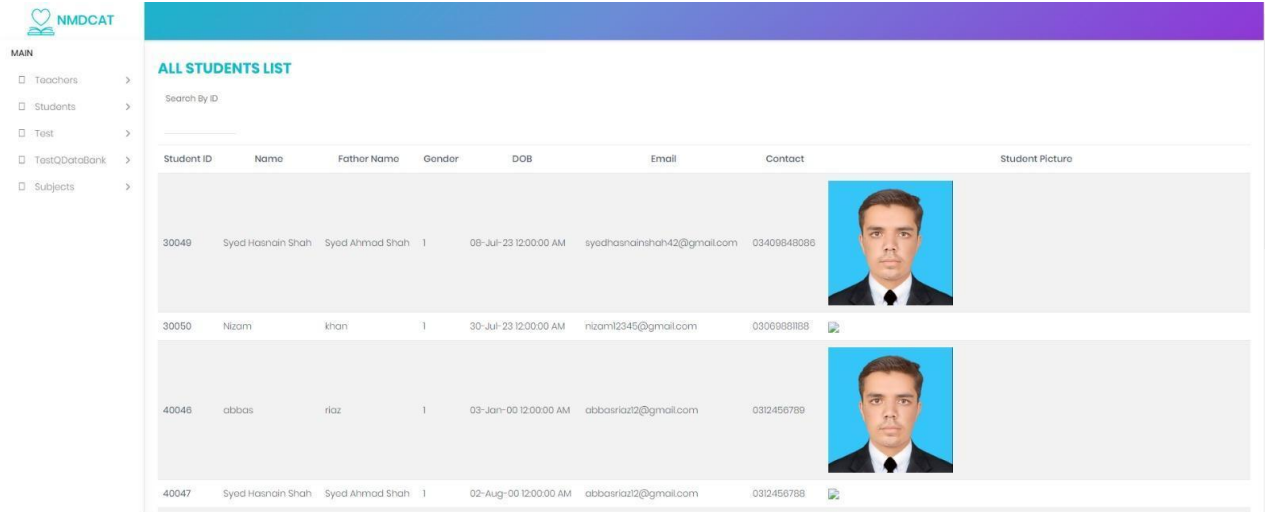 NMDCAT
MAIN
Teachers
Students
Test
TestQDataBank
Subjects
ALL STUDENTS LIST
Search By ID
Student ID Name Father Name Gender DOB Email Contact Student Picture
30049 Syed Hasnain Shah Syed Ahmad Shah 1 08-Jul-23 12:00:00 AM syedhasnainshah42@gmail.com 03409848086
30050 Nizam khan 1 30-Jul-23 12:00:00 AM nizam12345@gmail.com 03069881188
40046 abbas riaz 1 03-Jan-00 12:00:00 AM abbasriaz12@gmail.com 0312456789
40047 Syed Hasnain Shah Syed Ahmad Shah 1 02-Aug-00 12:00:00 AM abbasriaz12@gmail.com 0312456788